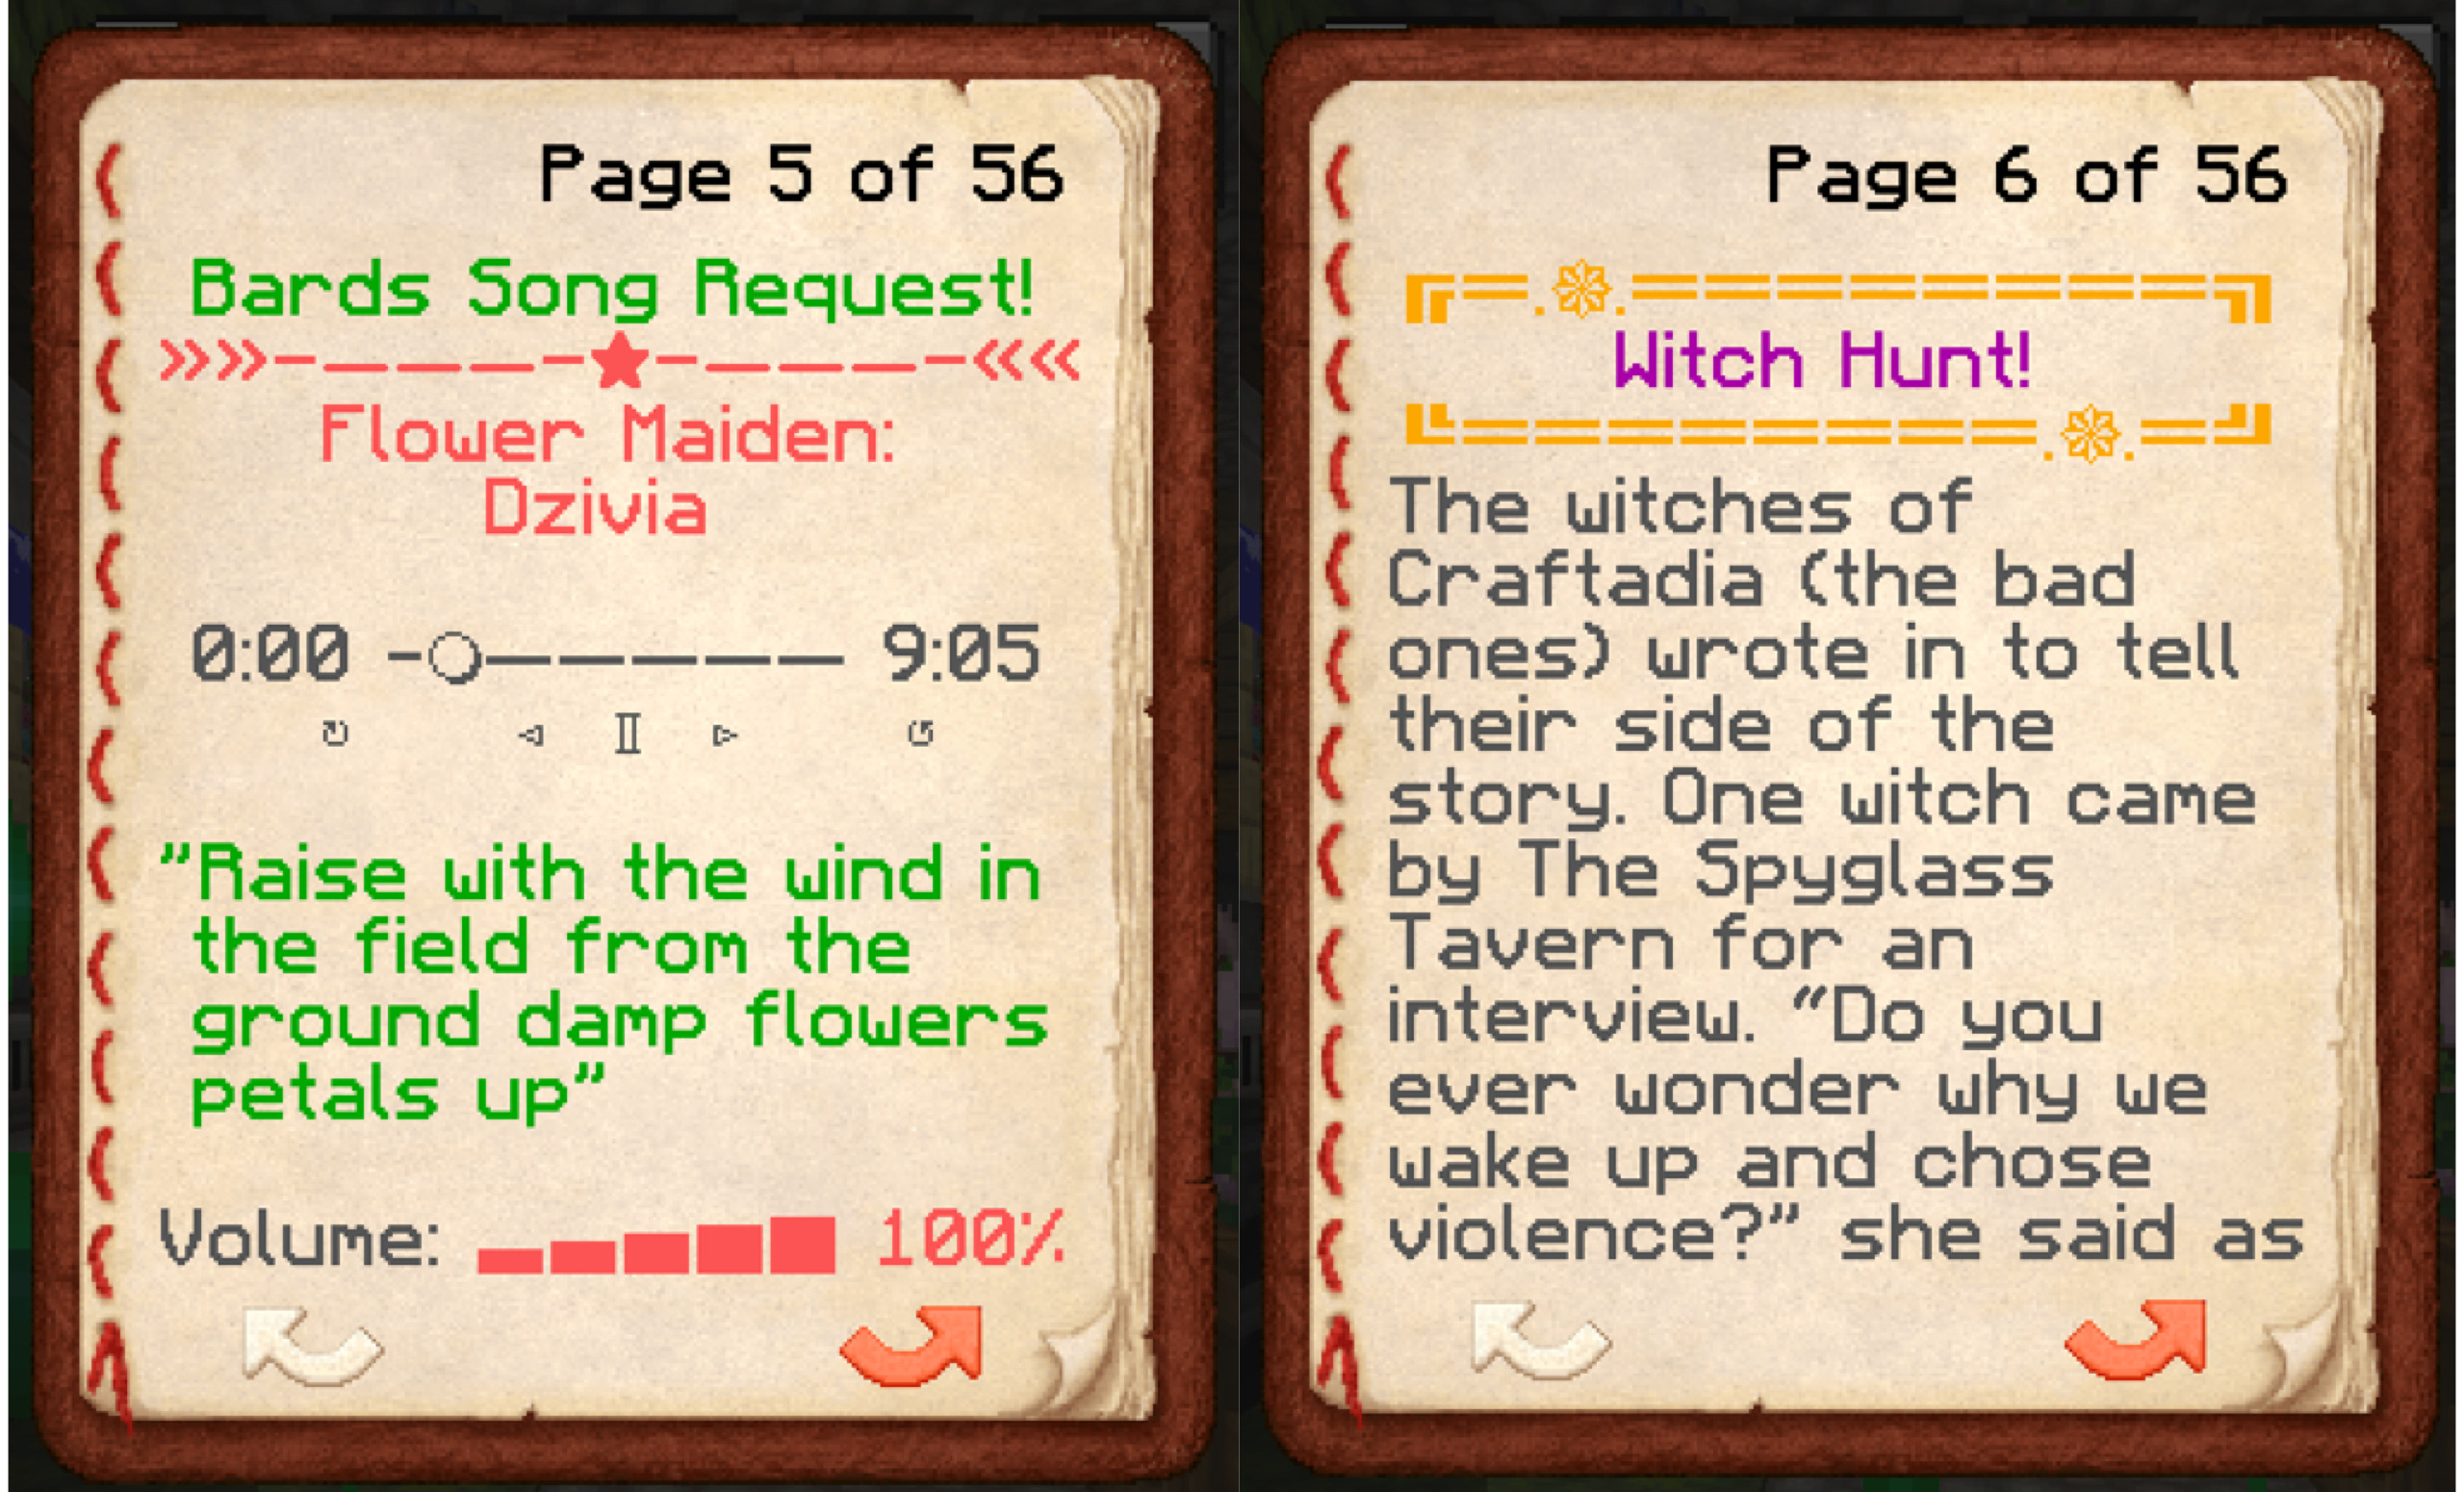 Page 5 of 56
Bards Song Request!
»»»-———-★-———-«««
Flower Maiden:
Dzivia
0:00 -○————— 9:05
↻ ◃ II ▹ ↺
"Raise with the wind in
the field from the
ground damp flowers
petals up"
Volume: ▂▃▄▅▆ 100%
Page 6 of 56
╔═.❉.═════════╗
Witch Hunt!
╚═════════.❉.═╝
The witches of
Craftadia (the bad
ones) wrote in to tell
their side of the
story. One witch came
by The Spyglass
Tavern for an
interview. "Do you
ever wonder why we
wake up and chose
violence?" she said as